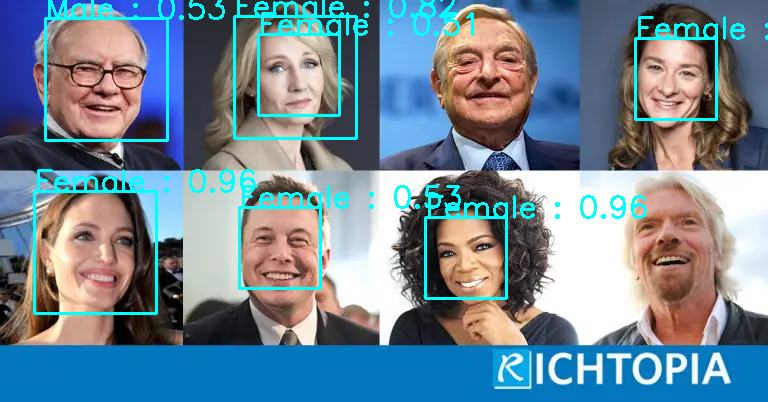 Male : 0.53
Female : 0.82
Female : 0.51
Female :
Female : 0.96
Female : 0.53
Female : 0.96
RICHTOPIA